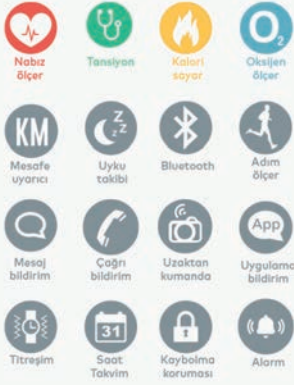 O₂
Nabız ölçer
Tansiyon
Kalori sayar
Oksijen ölçer
KM
zzz
Mesafe uyarıcı
Uyku takibi
Bluetooth
Adım ölçer
App
Mesaj bildirim
Çağrı bildirim
Uzaktan kumanda
Uygulama bildirim
31
Titreşim
Saat Takvim
Kaybolma koruması
Alarm